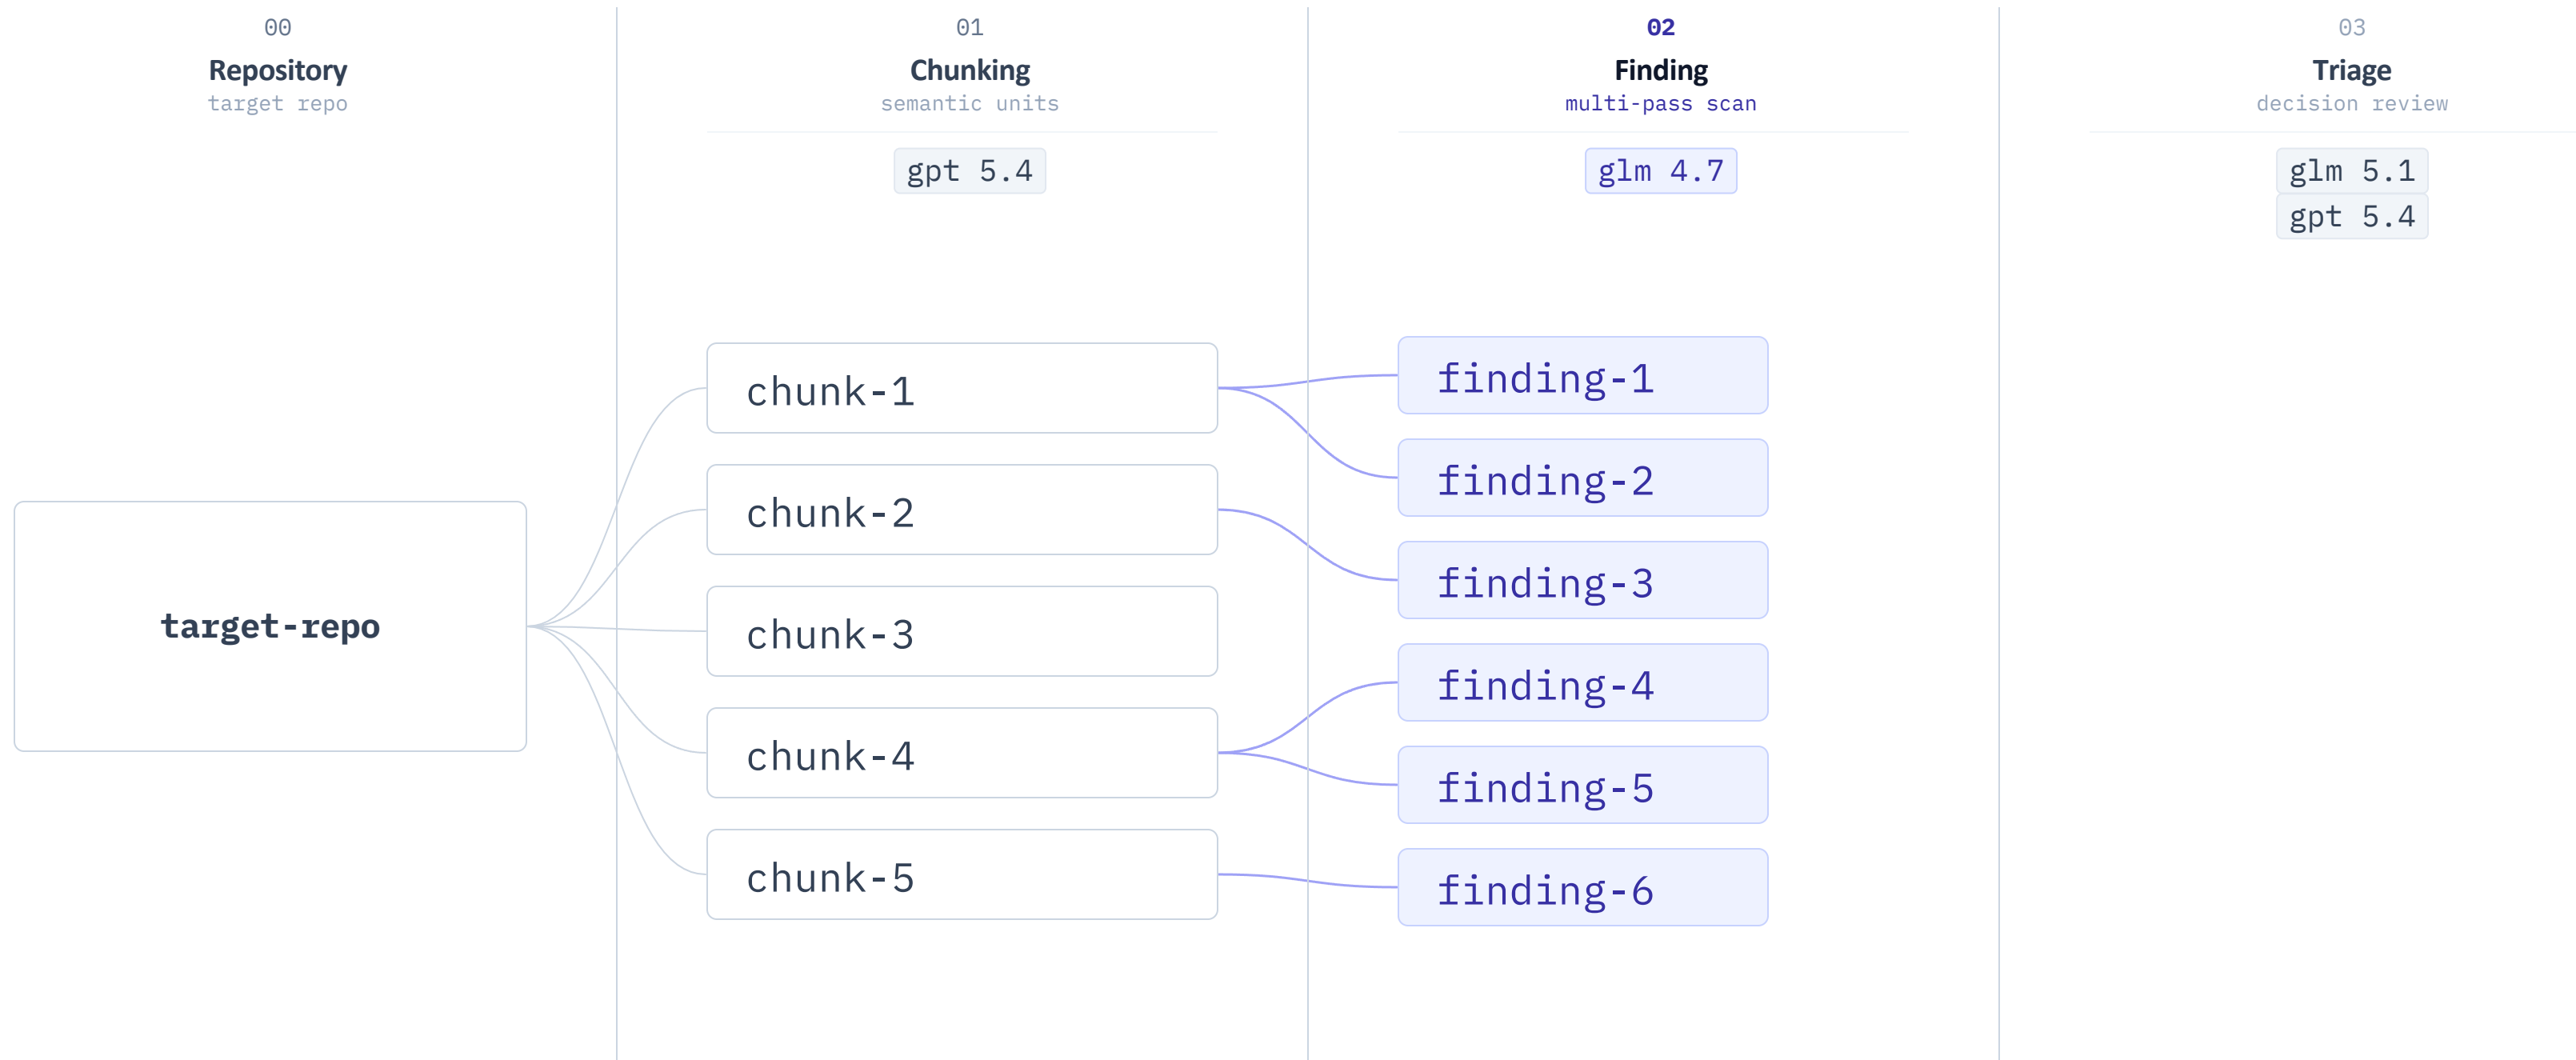 00
Repository
target repo
01
Chunking
semantic units
gpt 5.4
02
Finding
multi-pass scan
glm 4.7
03
Triage
decision review
glm 5.1
gpt 5.4
target-repo
chunk-1
chunk-2
chunk-3
chunk-4
chunk-5
finding-1
finding-2
finding-3
finding-4
finding-5
finding-6